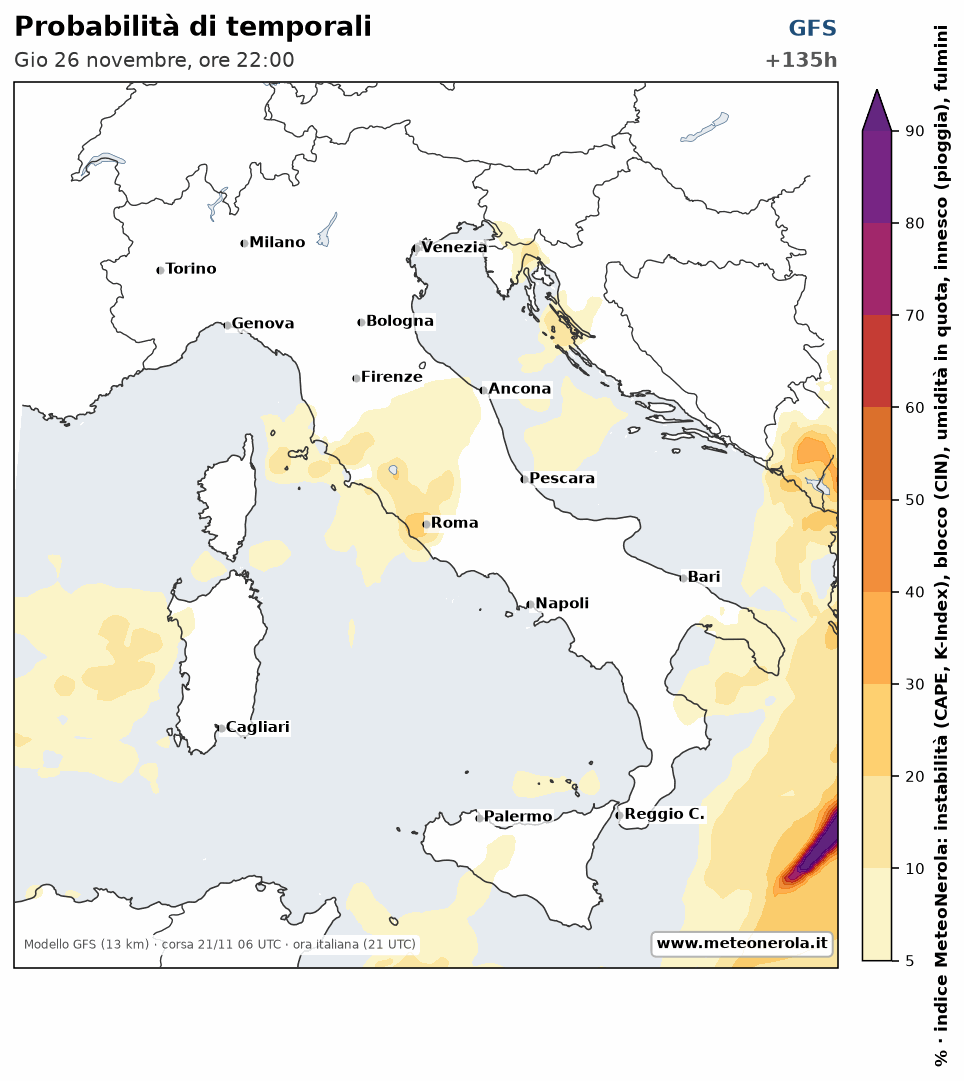 Probabilità di temporali
GFS
Gio 26 novembre, ore 22:00
+135h
Milano
Venezia
Torino
Genova
Bologna
Firenze
Ancona
Pescara
Roma
Bari
Napoli
Cagliari
Palermo
Reggio C.
Modello GFS (13 km) · corsa 21/11 06 UTC · ora italiana (21 UTC)
www.meteonerola.it
90
80
70
60
50
40
30
20
10
5
% · indice MeteoNerola: instabilità (CAPE, K-Index), blocco (CIN), umidità in quota, innesco (pioggia), fulmini